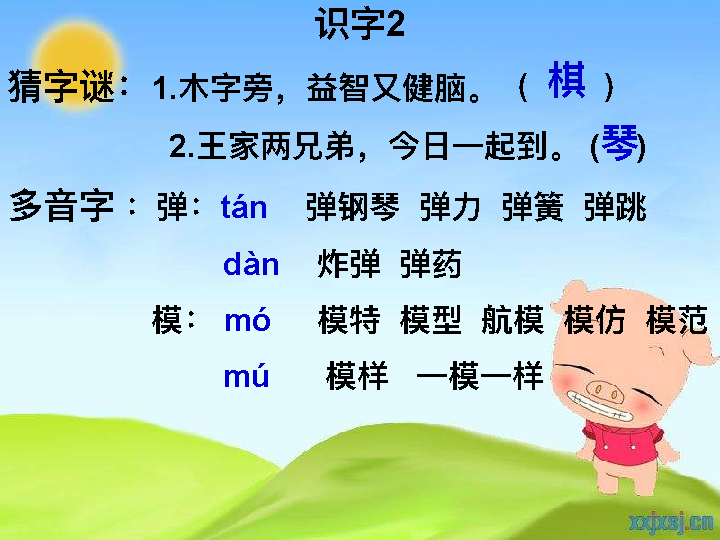 识字2
猜字谜：1.木字旁，益智又健脑。（ 棋 ）
2.王家两兄弟，今日一起到。(琴)
多音字：弹：tán 弹钢琴 弹力 弹簧 弹跳
dàn 炸弹 弹药
模： mó 模特 模型 航模 模仿 模范
mú 模样 一模一样
xxjxsj.cn